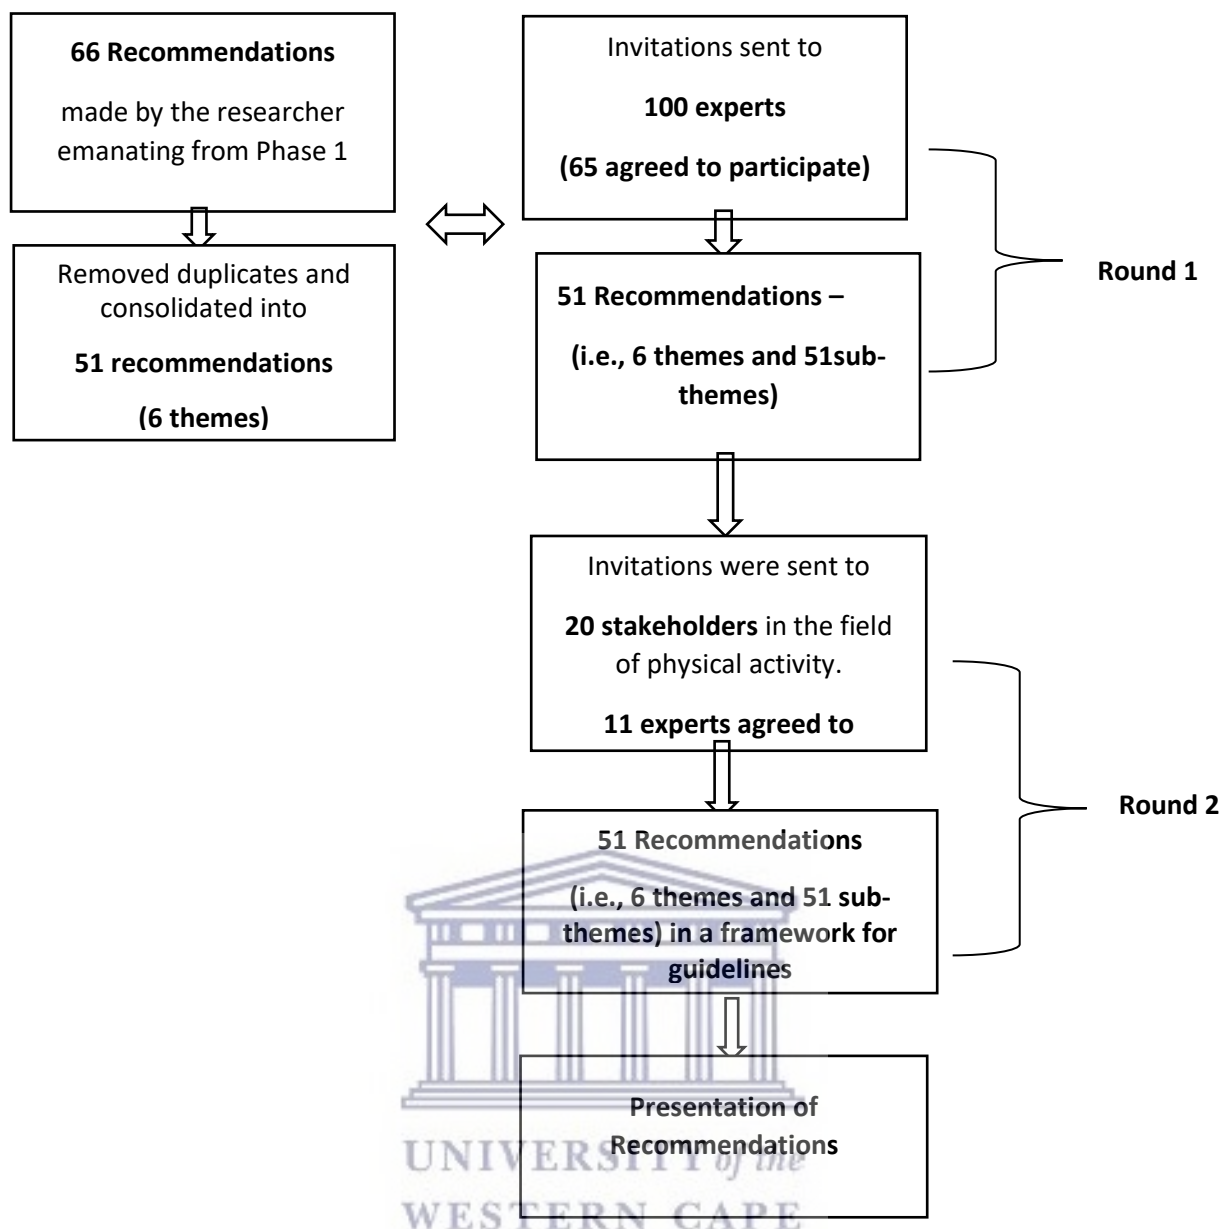 66 Recommendations
made by the researcher
emanating from Phase 1
Removed duplicates and
consolidated into
51 recommendations
(6 themes)
Invitations sent to
100 experts
(65 agreed to participate)
51 Recommendations –
(i.e., 6 themes and 51sub-
themes)
Round 1
Invitations were sent to
20 stakeholders in the field
of physical activity.
11 experts agreed to
51 Recommendations
(i.e., 6 themes and 51 sub-
themes) in a framework for
guidelines
Round 2
Presentation of
Recommendations
UNIVERSITY of the
WESTERN CAPE